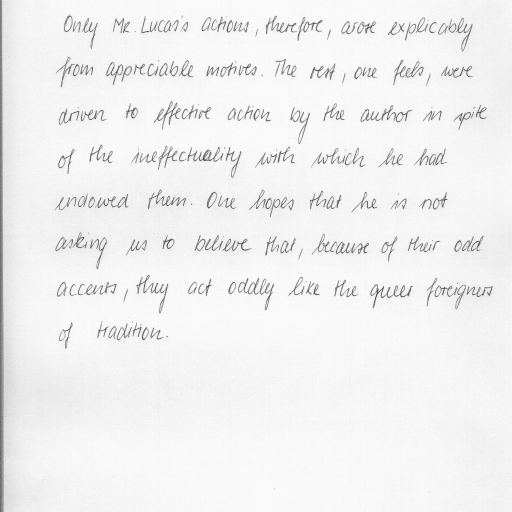 Only Mr. Lucas's actions, therefore, arose explicably
from appreciable motives. The rest, one feels, were
driven to effective action by the author in spite
of the ineffectuality with which he had
endowed them. One hopes that he is not
asking us to believe that, because of their odd
accents, they act oddly like the queer foreigners
of tradition.